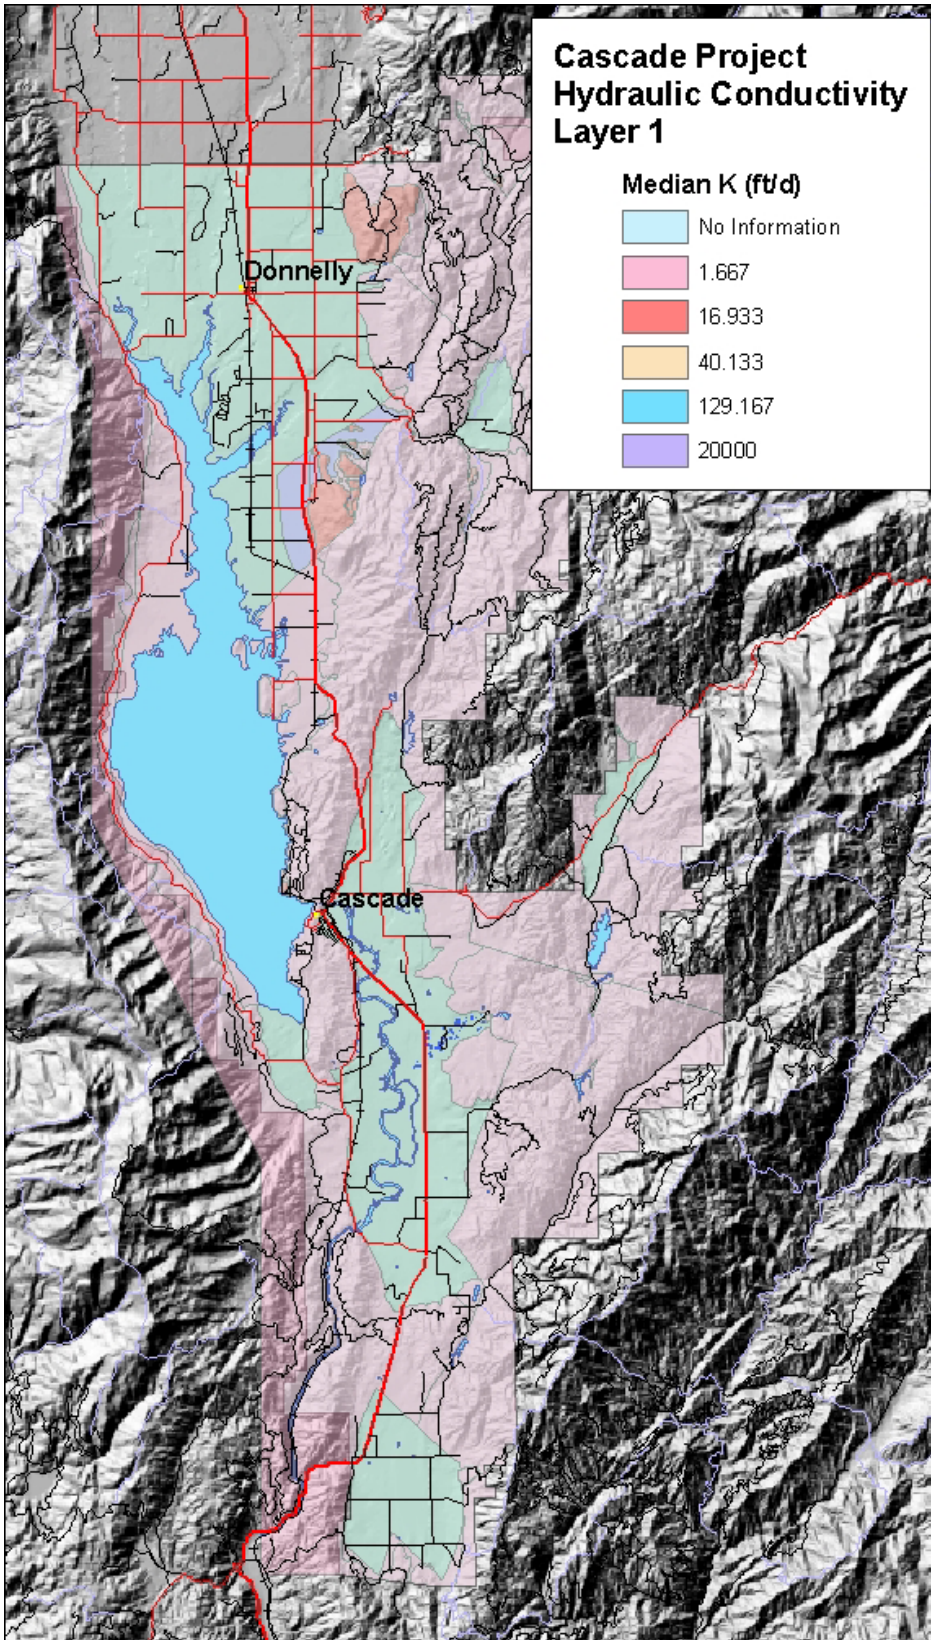 Cascade Project
Hydraulic Conductivity
Layer 1
Median K (ft/d)
No Information
1.667
16.933
40.133
129.167
20000
Donnelly
Cascade